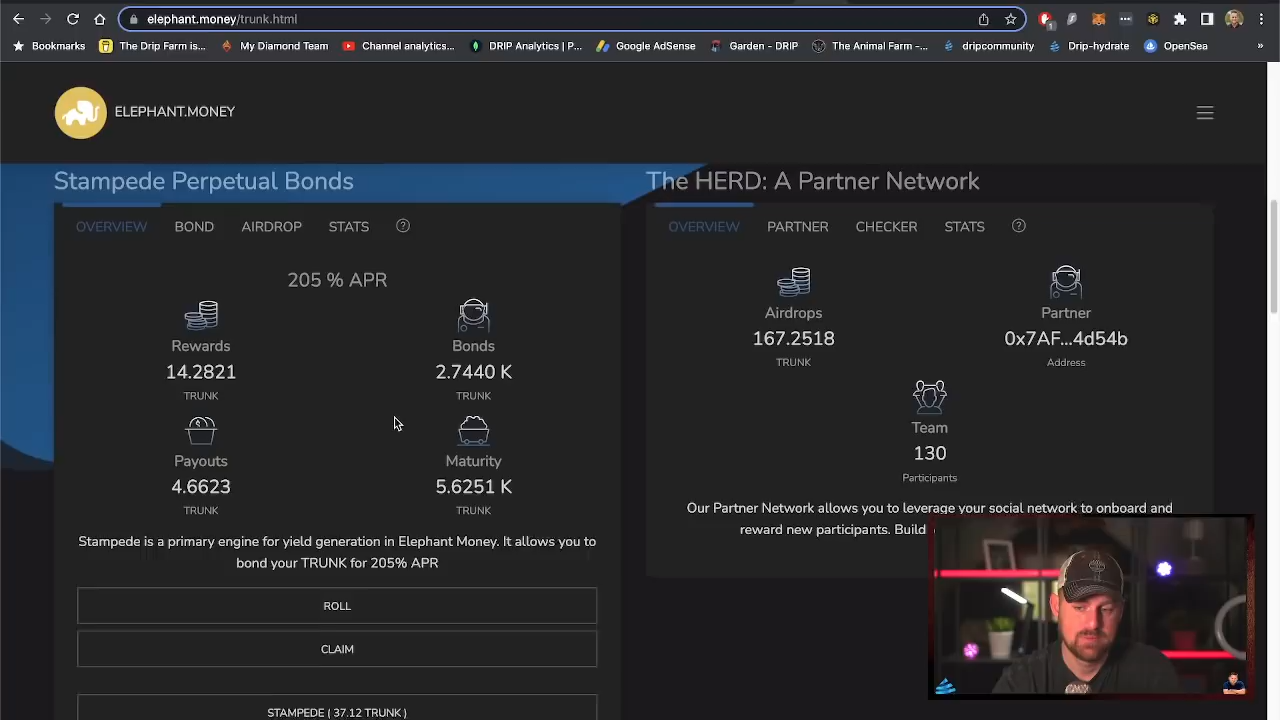 elephant.money/trunk.html
1
Bookmarks
The Drip Farm is...
My Diamond Team
Channel analytics...
DRIP Analytics | P...
Google AdSense
Garden - DRIP
The Animal Farm -...
dripcommunity
Drip-hydrate
OpenSea
»
ELEPHANT.MONEY
Stampede Perpetual Bonds
OVERVIEW BOND AIRDROP STATS ?
205 % APR
Rewards
14.2821
TRUNK
Bonds
2.7440 K
TRUNK
Payouts
4.6623
TRUNK
Maturity
5.6251 K
TRUNK
Stampede is a primary engine for yield generation in Elephant Money. It allows you to
bond your TRUNK for 205% APR
ROLL
CLAIM
STAMPEDE ( 37.12 TRUNK )
The HERD: A Partner Network
OVERVIEW PARTNER CHECKER STATS ?
Airdrops
167.2518
TRUNK
Partner
0x7AF...4d54b
Address
Team
130
Participants
Our Partner Network allows you to leverage your social network to onboard and
reward new participants. Build